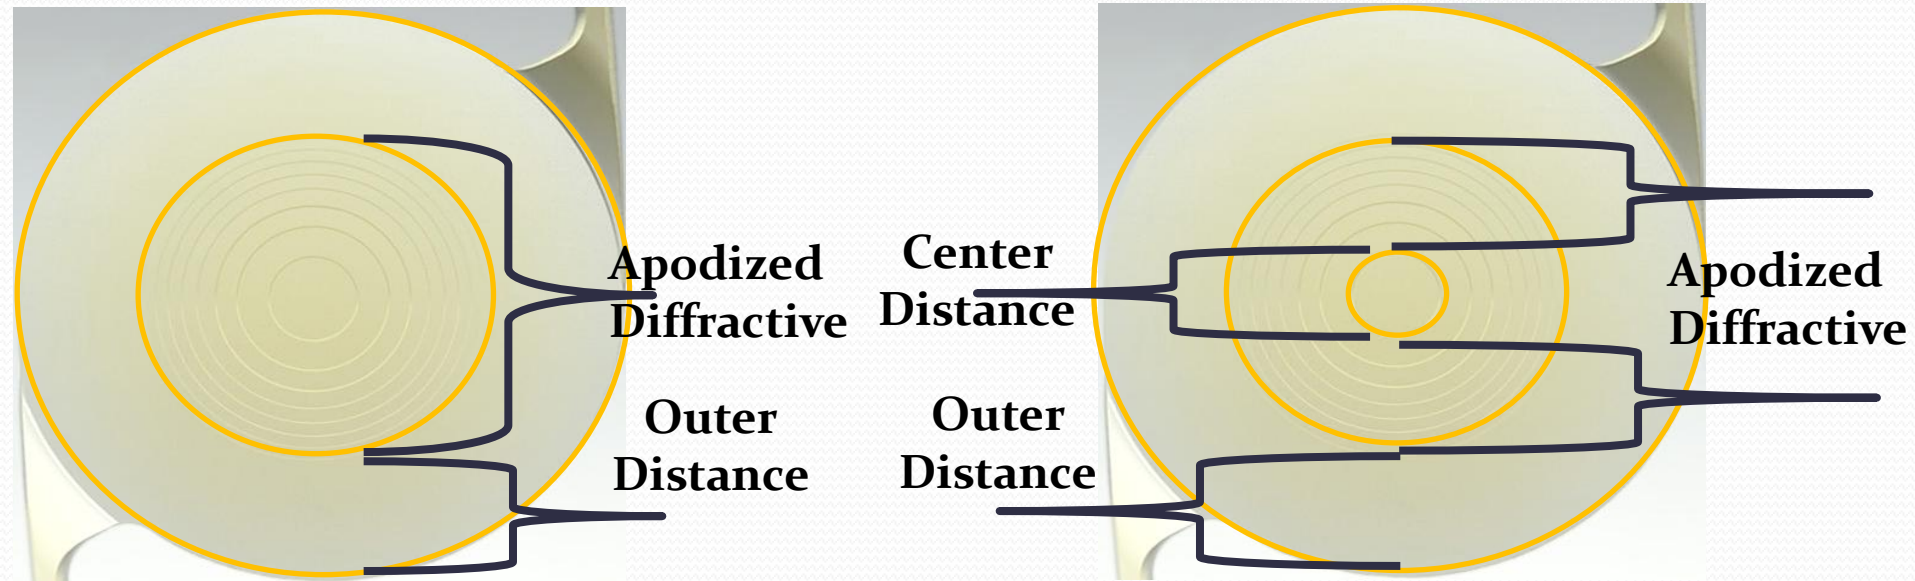 Apodized
Diffractive
Outer
Distance
Center
Distance
Outer
Distance
Apodized
Diffractive